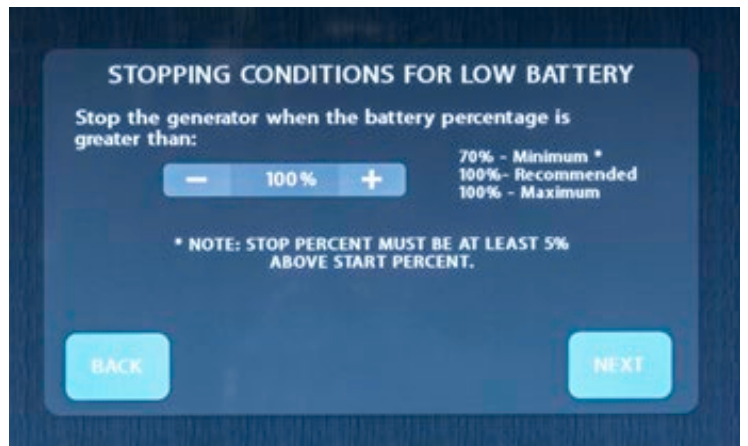 STOPPING CONDITIONS FOR LOW BATTERY
Stop the generator when the battery percentage is
greater than:
− 100% +
70% - Minimum *
100%- Recommended
100% - Maximum
* NOTE: STOP PERCENT MUST BE AT LEAST 5%
ABOVE START PERCENT.
BACK
NEXT